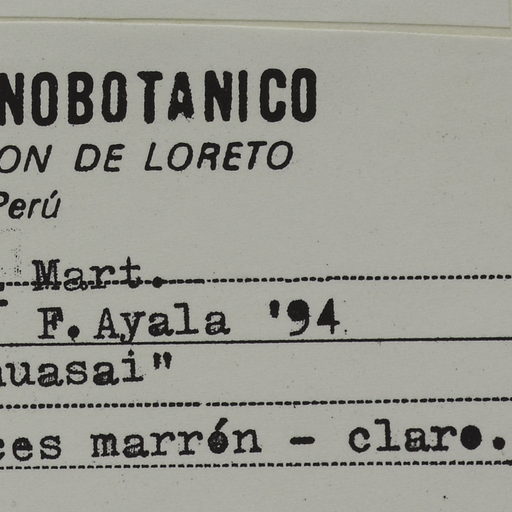 NOBOTANICO
ON DE LORETO
Perú
Mart.
F. Ayala '94
uasai"
ces marrón - claro.